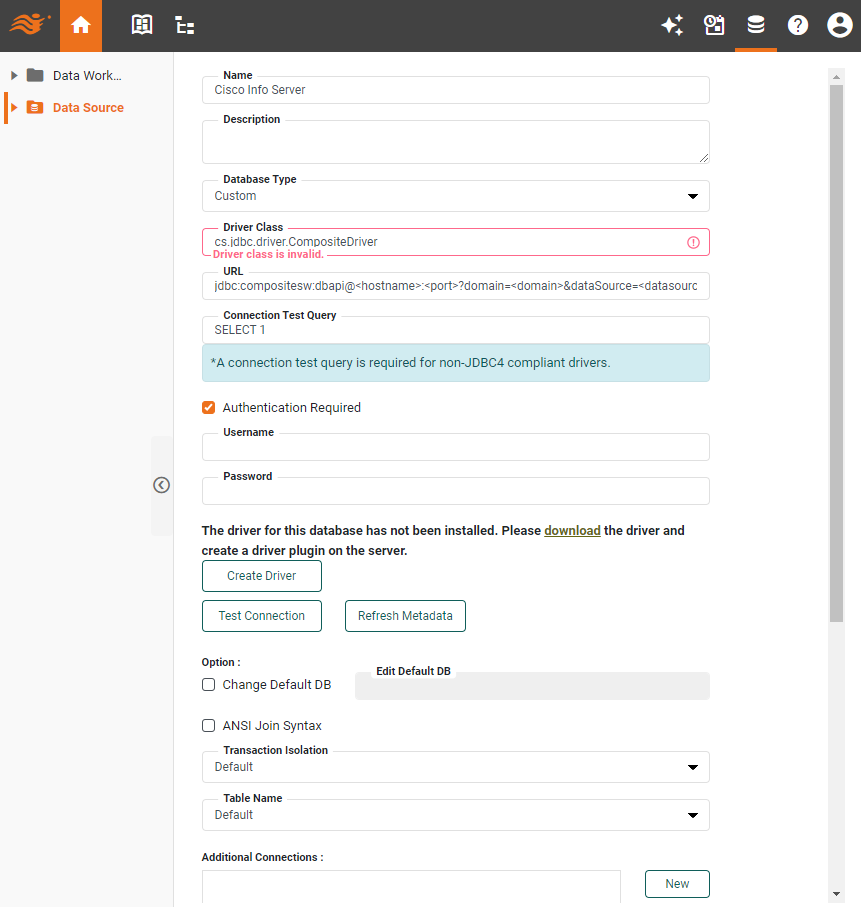 Data Work...
Data Source
Name
Cisco Info Server
Description
Database Type
Custom
Driver Class
cs.jdbc.driver.CompositeDriver
Driver class is invalid.
URL
jdbc:compositesw:dbapi@<hostname>:<port>?domain=<domain>&dataSource=<datasourc
Connection Test Query
SELECT 1
*A connection test query is required for non-JDBC4 compliant drivers.
Authentication Required
Username
Password
The driver for this database has not been installed. Please download the driver and
create a driver plugin on the server.
Create Driver
Test Connection
Refresh Metadata
Option :
Change Default DB
Edit Default DB
ANSI Join Syntax
Transaction Isolation
Default
Table Name
Default
Additional Connections :
New